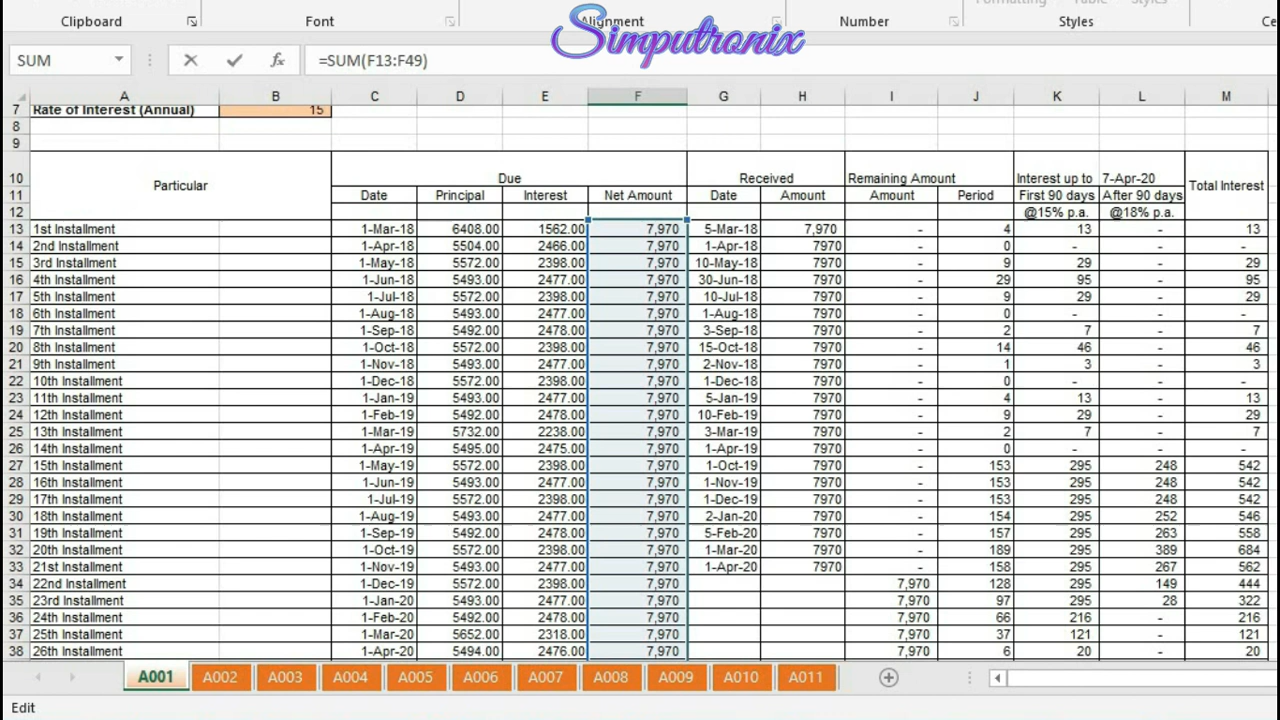 Formatting Table Styles
Clipboard Font Alignment Number Styles Ce
Simputronix
SUM =SUM(F13:F49)
A B C D E F G H I J K L M
7 Rate of Interest (Annual) 15
8
9
10 Particular Due Received Remaining Amount Interest up to 7-Apr-20 Total Interest
11 Date Principal Interest Net Amount Date Amount Amount Period First 90 days After 90 days
12 @15% p.a. @18% p.a.
13 1st Installment 1-Mar-18 6408.00 1562.00 7,970 5-Mar-18 7,970 - 4 13 - 13
14 2nd Installment 1-Apr-18 5504.00 2466.00 7,970 1-Apr-18 7970 - 0 - - -
15 3rd Installment 1-May-18 5572.00 2398.00 7,970 10-May-18 7970 - 9 29 - 29
16 4th Installment 1-Jun-18 5493.00 2477.00 7,970 30-Jun-18 7970 - 29 95 - 95
17 5th Installment 1-Jul-18 5572.00 2398.00 7,970 10-Jul-18 7970 - 9 29 - 29
18 6th Installment 1-Aug-18 5493.00 2477.00 7,970 1-Aug-18 7970 - 0 - - -
19 7th Installment 1-Sep-18 5492.00 2478.00 7,970 3-Sep-18 7970 - 2 7 - 7
20 8th Installment 1-Oct-18 5572.00 2398.00 7,970 15-Oct-18 7970 - 14 46 - 46
21 9th Installment 1-Nov-18 5493.00 2477.00 7,970 2-Nov-18 7970 - 1 3 - 3
22 10th Installment 1-Dec-18 5572.00 2398.00 7,970 1-Dec-18 7970 - 0 - - -
23 11th Installment 1-Jan-19 5493.00 2477.00 7,970 5-Jan-19 7970 - 4 13 - 13
24 12th Installment 1-Feb-19 5492.00 2478.00 7,970 10-Feb-19 7970 - 9 29 - 29
25 13th Installment 1-Mar-19 5732.00 2238.00 7,970 3-Mar-19 7970 - 2 7 - 7
26 14th Installment 1-Apr-19 5495.00 2475.00 7,970 1-Apr-19 7970 - 0 - - -
27 15th Installment 1-May-19 5572.00 2398.00 7,970 1-Oct-19 7970 - 153 295 248 542
28 16th Installment 1-Jun-19 5493.00 2477.00 7,970 1-Nov-19 7970 - 153 295 248 542
29 17th Installment 1-Jul-19 5572.00 2398.00 7,970 1-Dec-19 7970 - 153 295 248 542
30 18th Installment 1-Aug-19 5493.00 2477.00 7,970 2-Jan-20 7970 - 154 295 252 546
31 19th Installment 1-Sep-19 5492.00 2478.00 7,970 5-Feb-20 7970 - 157 295 263 558
32 20th Installment 1-Oct-19 5572.00 2398.00 7,970 1-Mar-20 7970 - 189 295 389 684
33 21st Installment 1-Nov-19 5493.00 2477.00 7,970 1-Apr-20 7970 - 158 295 267 562
34 22nd Installment 1-Dec-19 5572.00 2398.00 7,970 7,970 128 295 149 444
35 23rd Installment 1-Jan-20 5493.00 2477.00 7,970 7,970 97 295 28 322
36 24th Installment 1-Feb-20 5492.00 2478.00 7,970 7,970 66 216 - 216
37 25th Installment 1-Mar-20 5652.00 2318.00 7,970 7,970 37 121 - 121
38 26th Installment 1-Apr-20 5494.00 2476.00 7,970 7,970 6 20 - 20
A001 A002 A003 A004 A005 A006 A007 A008 A009 A010 A011
Edit